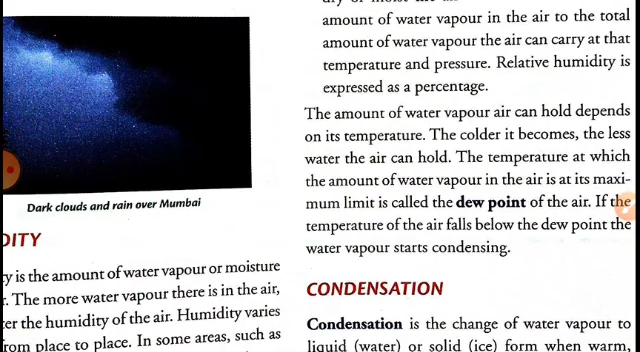 Dark clouds and rain over Mumbai
DITY
ty is the amount of water vapour or moisture
r. The more water vapour there is in the air,
ter the humidity of the air. Humidity varies
from place to place. In some areas, such as
amount of water vapour in the air to the total
amount of water vapour the air can carry at that
temperature and pressure. Relative humidity is
expressed as a percentage.
The amount of water vapour air can hold depends
on its temperature. The colder it becomes, the less
water the air can hold. The temperature at which
the amount of water vapour in the air is at its maxi-
mum limit is called the dew point of the air. If the
temperature of the air falls below the dew point the
water vapour starts condensing.
CONDENSATION
Condensation is the change of water vapour to
liquid (water) or solid (ice) form when warm,